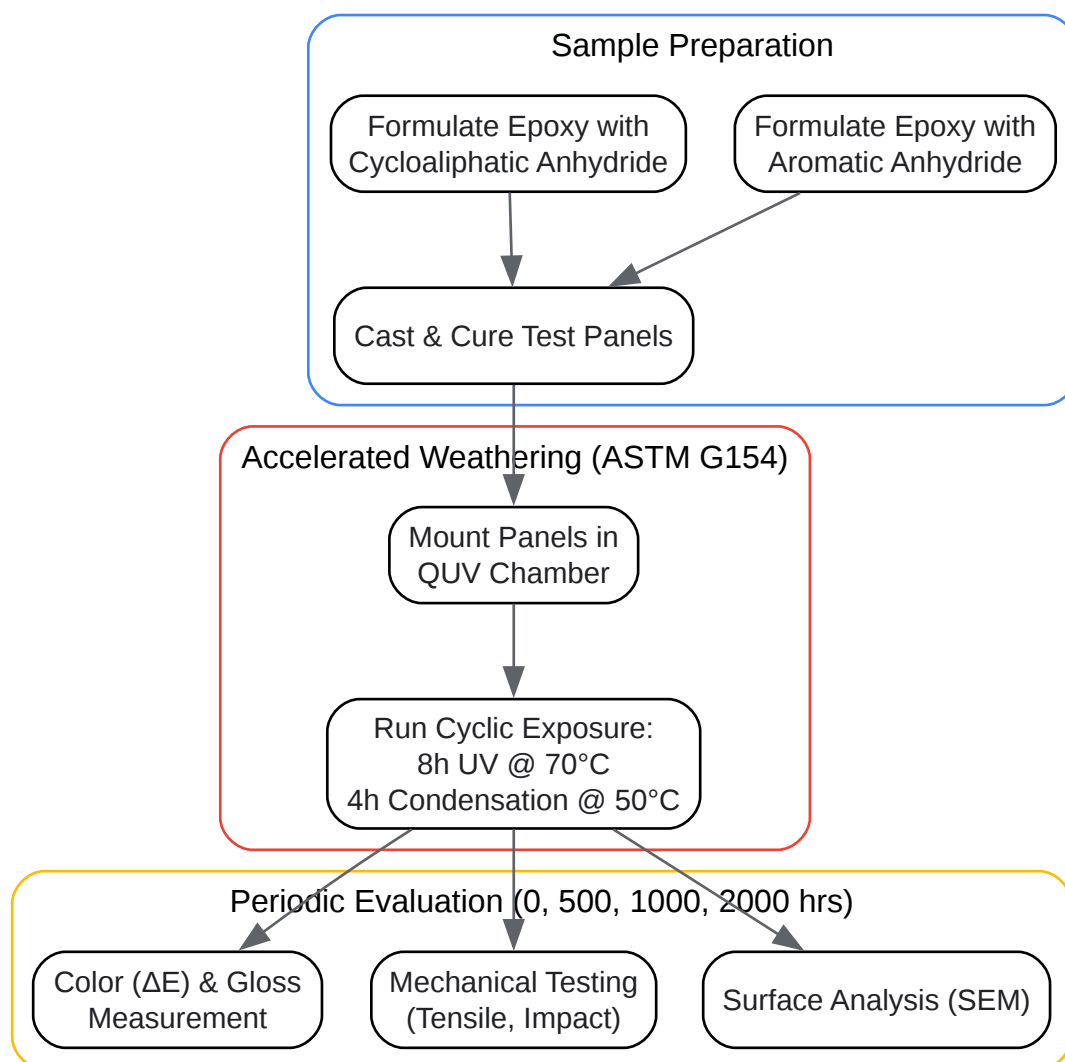 Sample Preparation
Formulate Epoxy with
Cycloaliphatic Anhydride
Formulate Epoxy with
Aromatic Anhydride
Cast & Cure Test Panels
Accelerated Weathering (ASTM G154)
Mount Panels in
QUV Chamber
Run Cyclic Exposure:
8h UV @ 70°C
4h Condensation @ 50°C
Periodic Evaluation (0, 500, 1000, 2000 hrs)
Color (ΔE) & Gloss
Measurement
Mechanical Testing
(Tensile, Impact)
Surface Analysis (SEM)